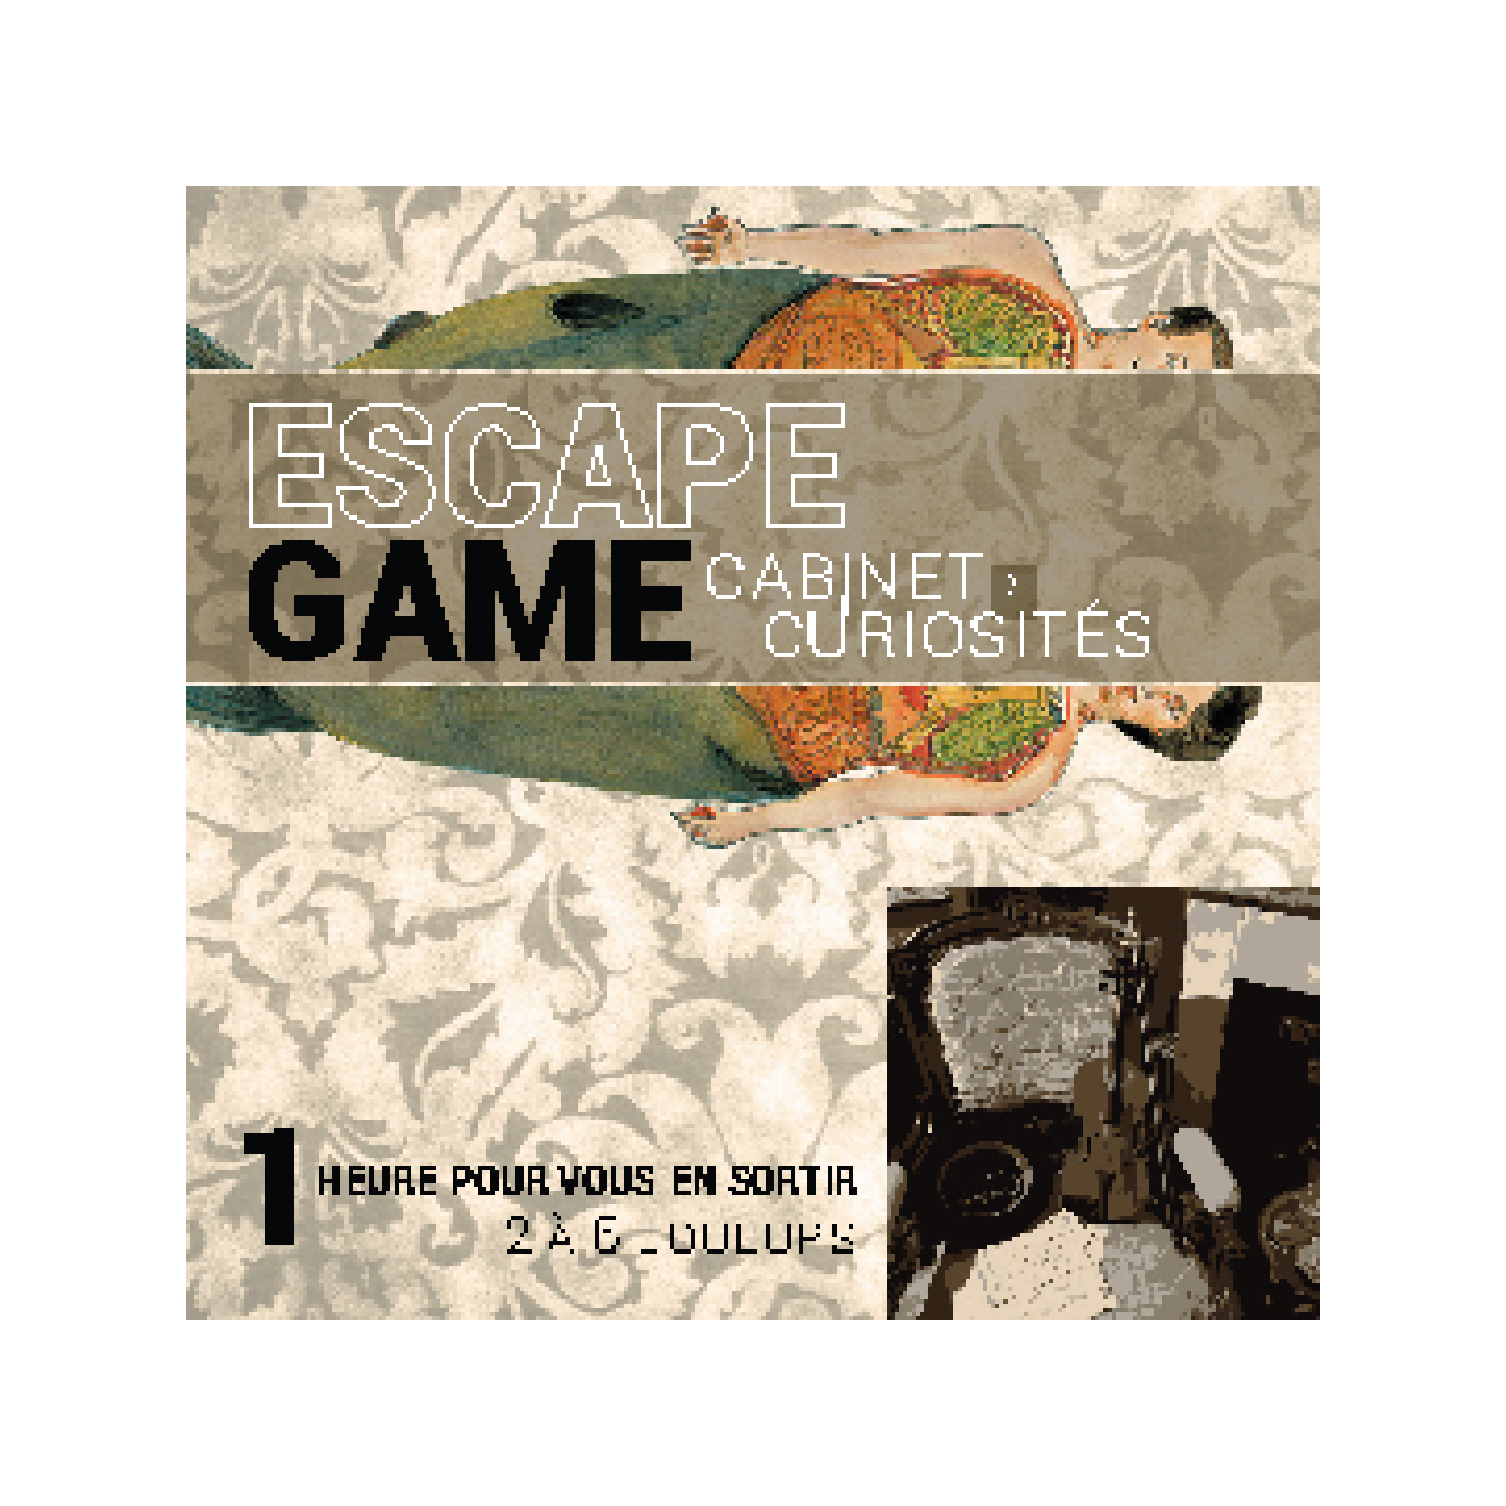 ESCAPE
GAME
CABINET
CURIOSITÉS
1 HEURE POUR VOUS EN SORTIR
2 À 6